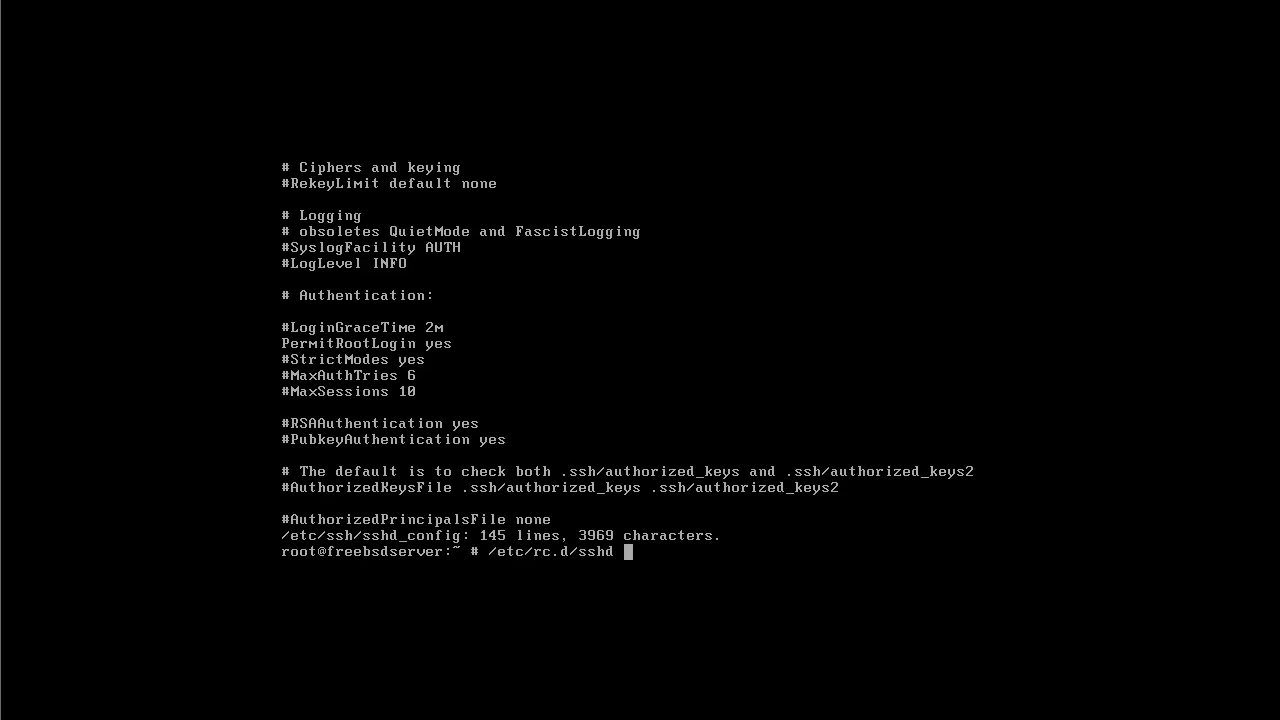 # Ciphers and keying
#RekeyLimit default none
# Logging
# obsoletes QuietMode and FascistLogging
#SyslogFacility AUTH
#LogLevel INFO
# Authentication:
#LoginGraceTime 2m
PermitRootLogin yes
#StrictModes yes
#MaxAuthTries 6
#MaxSessions 10
#RSAAuthentication yes
#PubkeyAuthentication yes
# The default is to check both .ssh/authorized_keys and .ssh/authorized_keys2
#AuthorizedKeysFile .ssh/authorized_keys .ssh/authorized_keys2
#AuthorizedPrincipalsFile none
/etc/ssh/sshd_config: 145 lines, 3969 characters.
root@freebsdserver:~ # /etc/rc.d/sshd